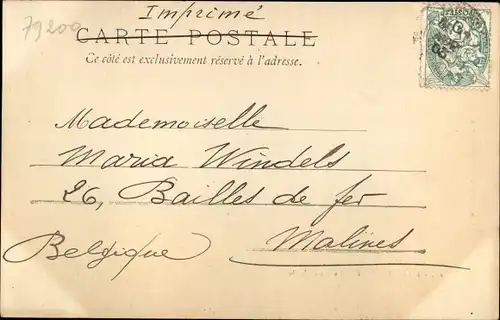 79200
Imprimé
CARTE POSTALE
Ce côté est exclusivement réservé à l'adresse.
Mademoiselle
Maria Windels
26, Bailles de fer
Malines
Belgique